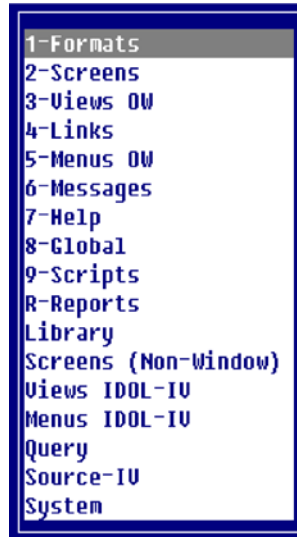 1-Formats
2-Screens
3-Views OW
4-Links
5-Menus OW
6-Messages
7-Help
8-Global
9-Scripts
R-Reports
Library
Screens (Non-Window)
Views IDOL-IV
Menus IDOL-IV
Query
Source-IV
System